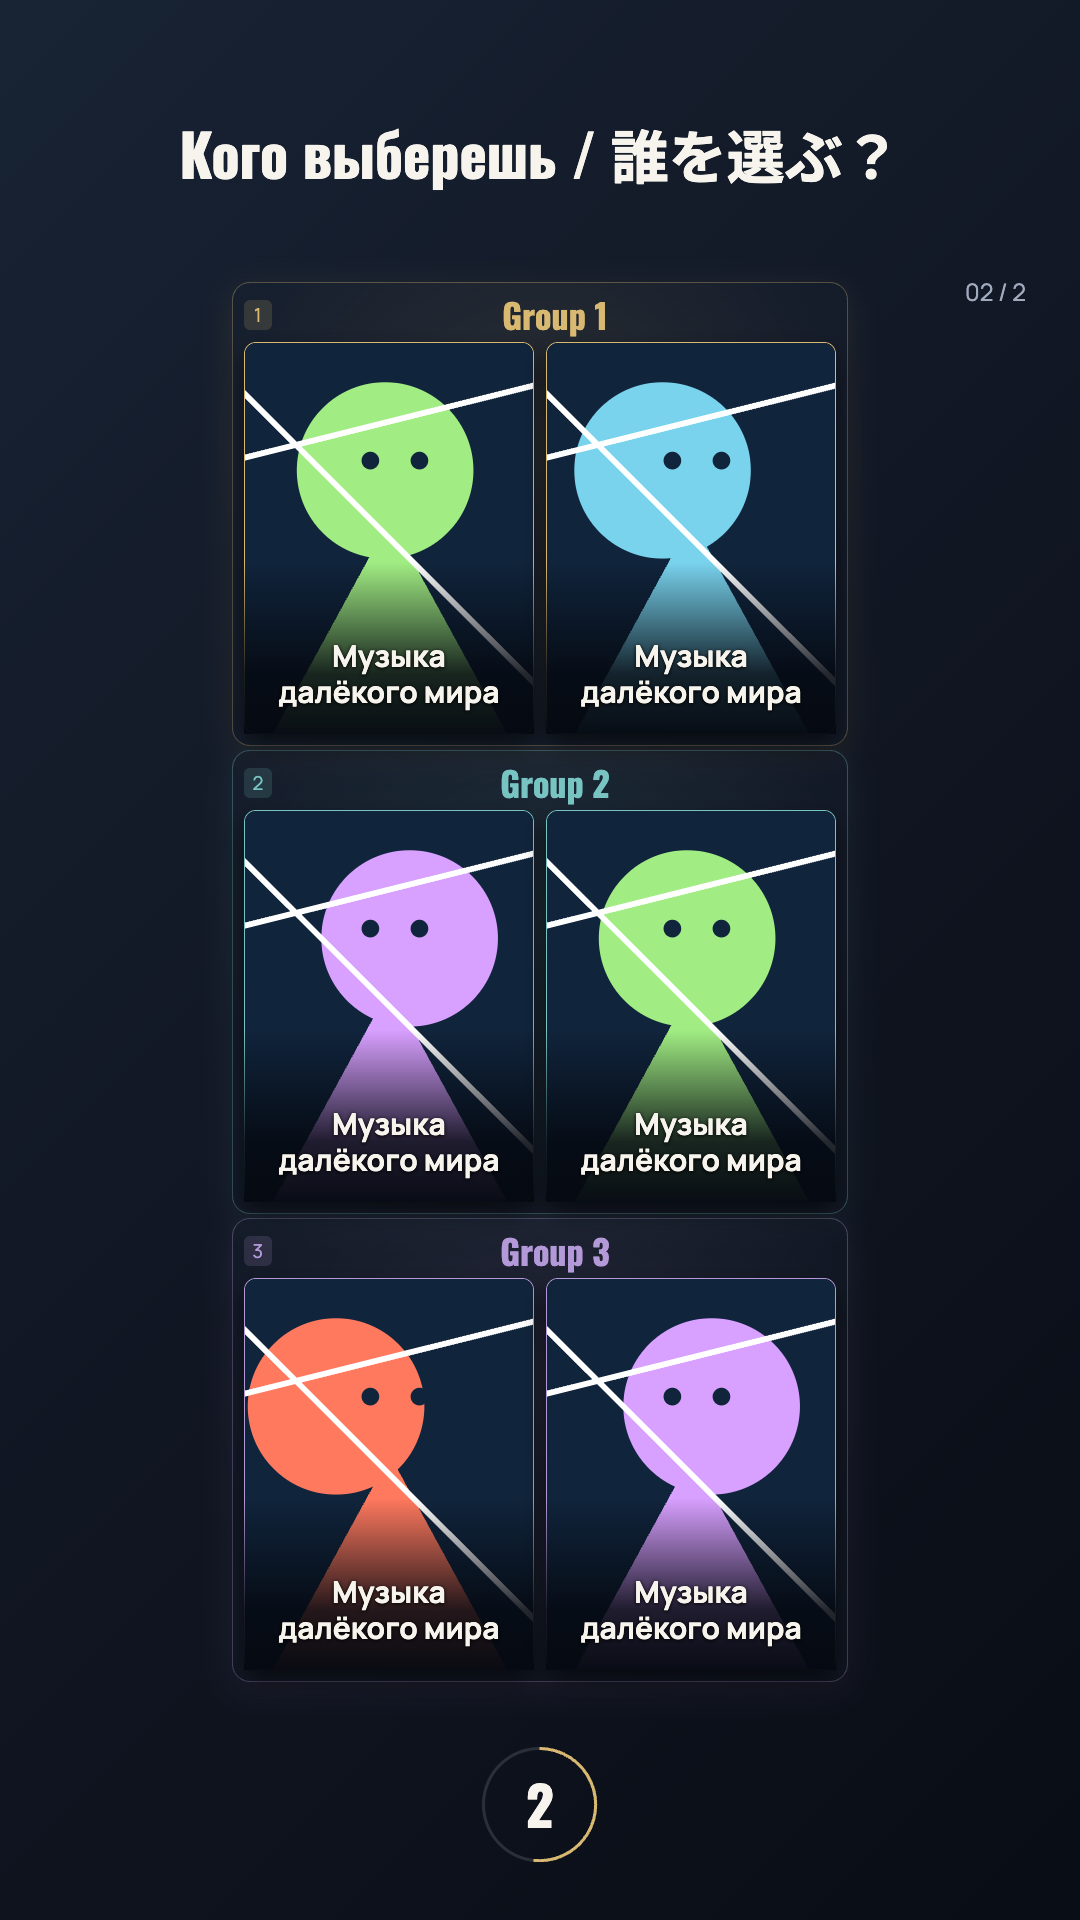 Кого выберешь / 誰を選ぶ？
02 / 2
1
Group 1
Музыка
далёкого мира
Музыка
далёкого мира
2
Group 2
Музыка
далёкого мира
Музыка
далёкого мира
3
Group 3
Музыка
далёкого мира
Музыка
далёкого мира
2